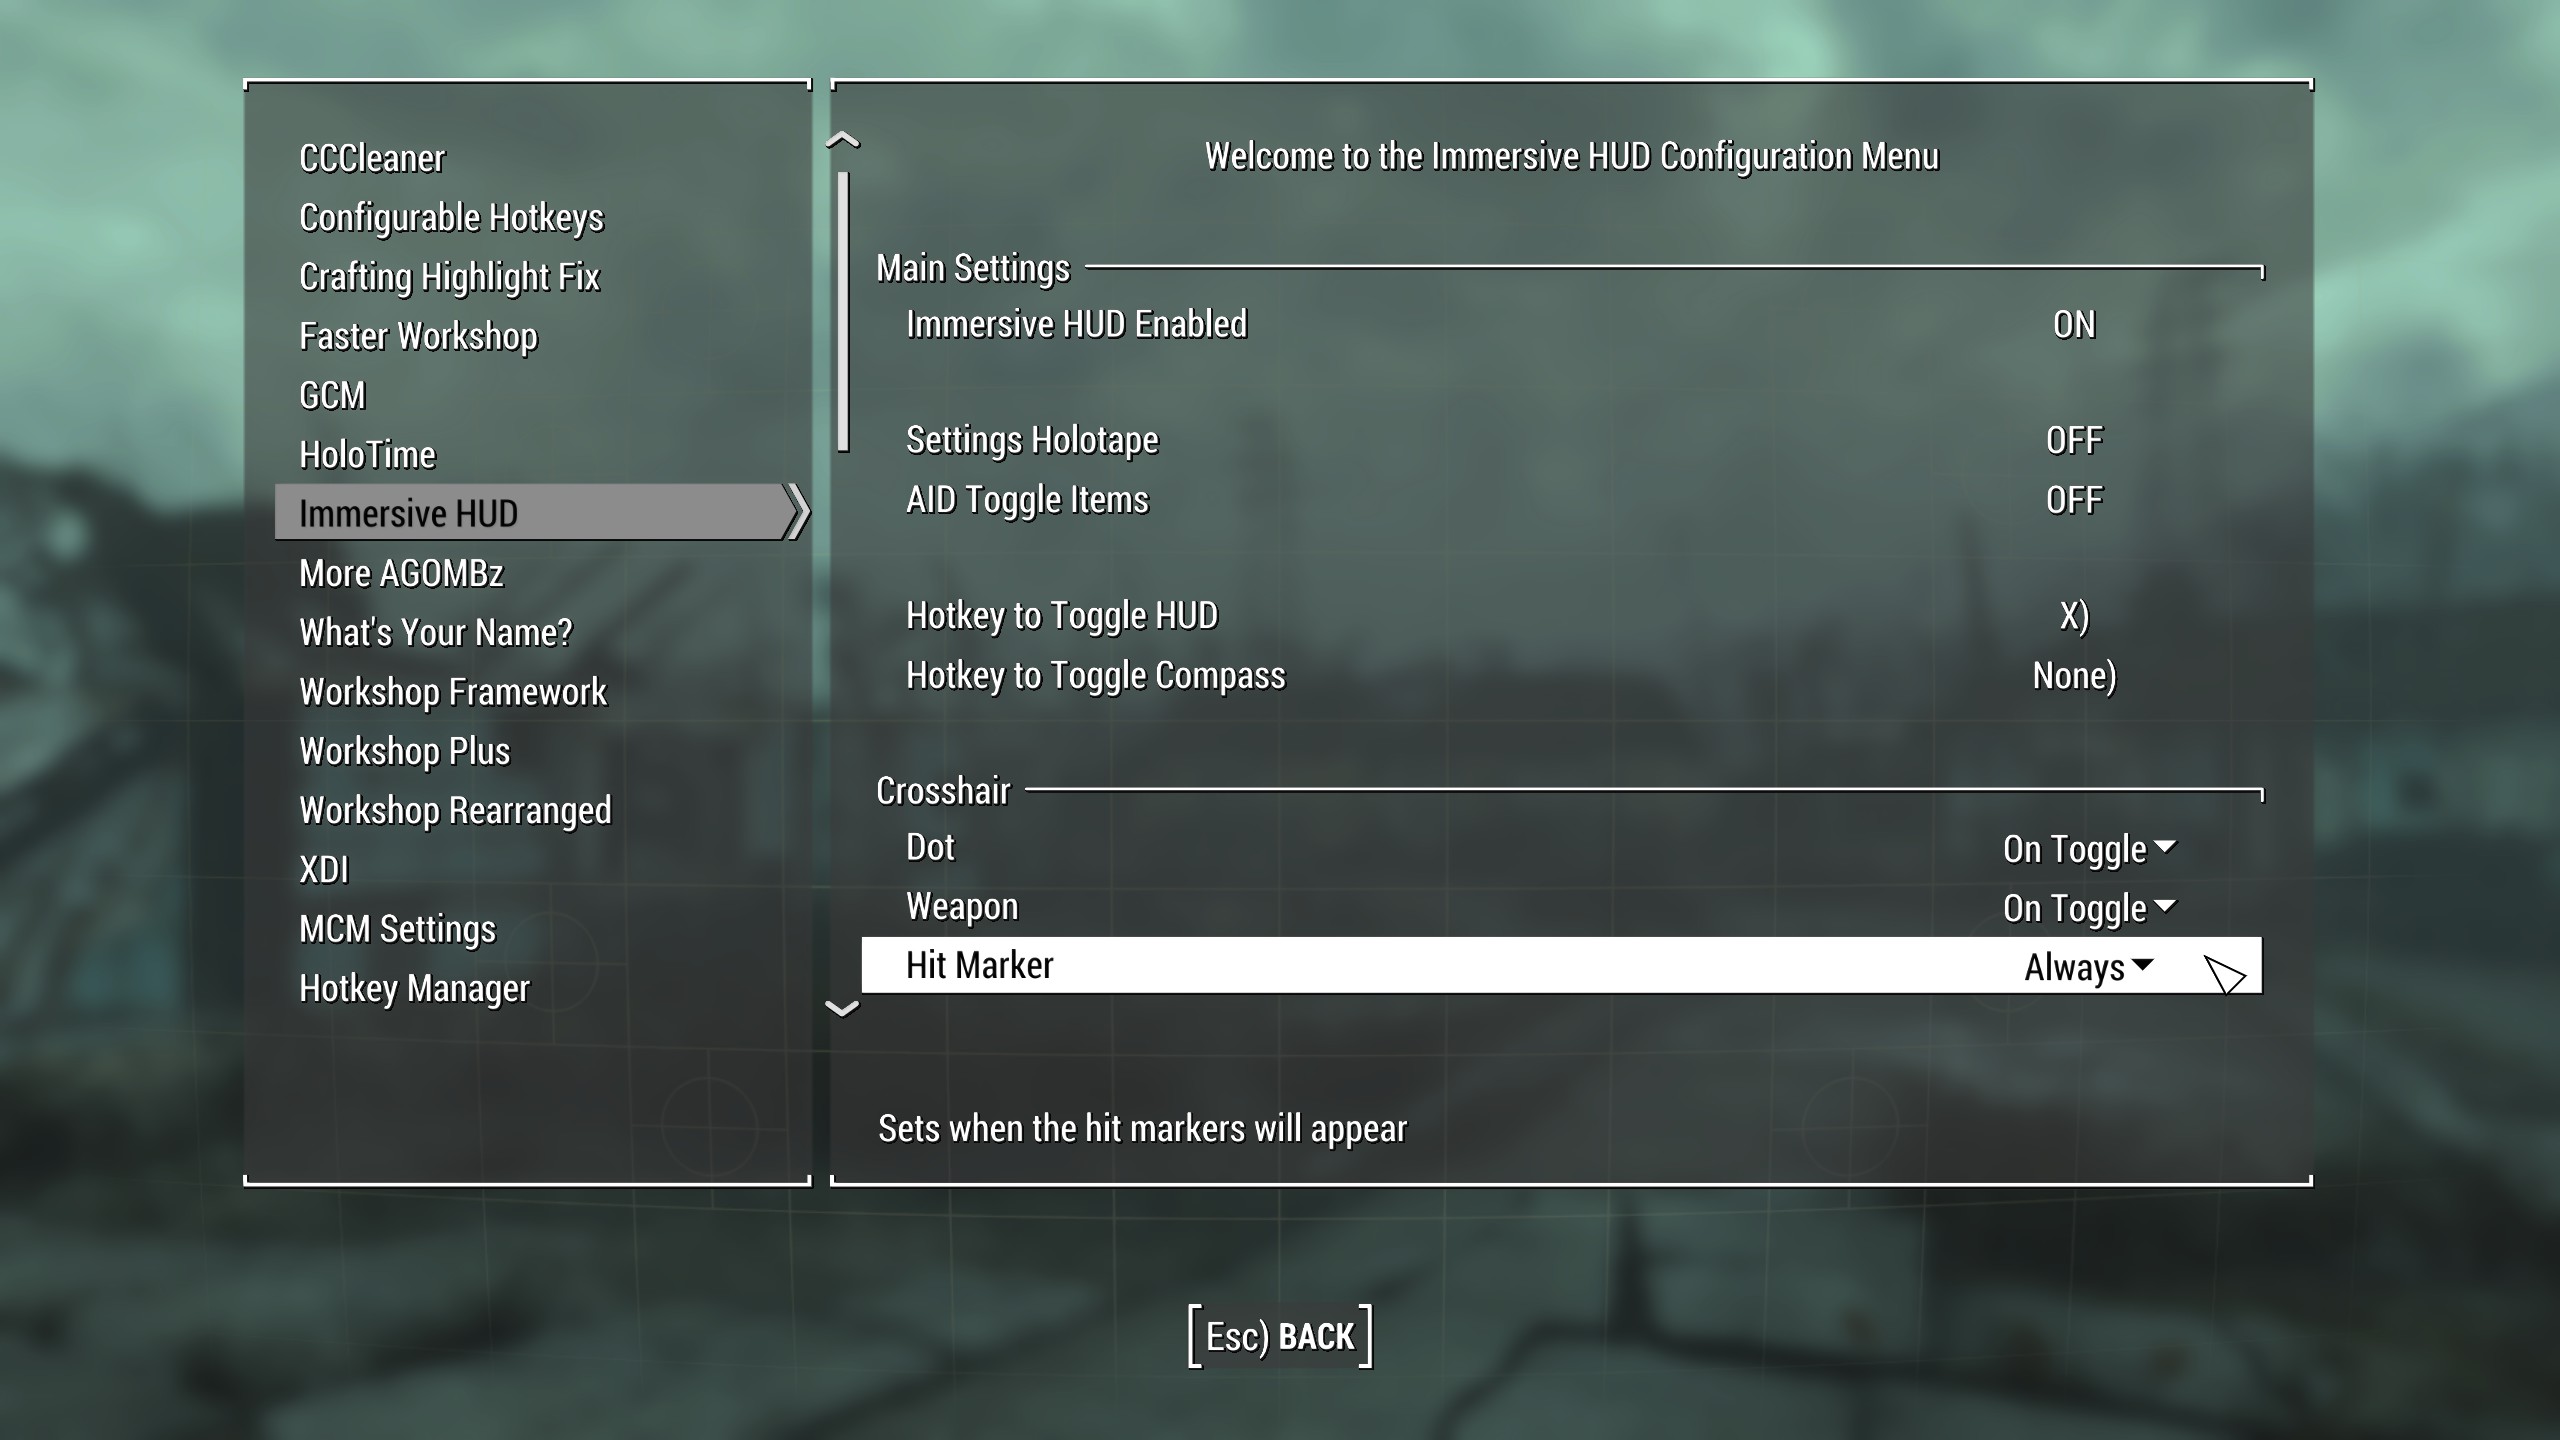 CCCleaner
Configurable Hotkeys
Crafting Highlight Fix
Faster Workshop
GCM
HoloTime
Immersive HUD
More AGOMBz
What's Your Name?
Workshop Framework
Workshop Plus
Workshop Rearranged
XDI
MCM Settings
Hotkey Manager
Welcome to the Immersive HUD Configuration Menu
Main Settings
Immersive HUD Enabled ON
Settings Holotape OFF
AID Toggle Items OFF
Hotkey to Toggle HUD X)
Hotkey to Toggle Compass None)
Crosshair
Dot On Toggle
Weapon On Toggle
Hit Marker Always
Sets when the hit markers will appear
[Esc) BACK]